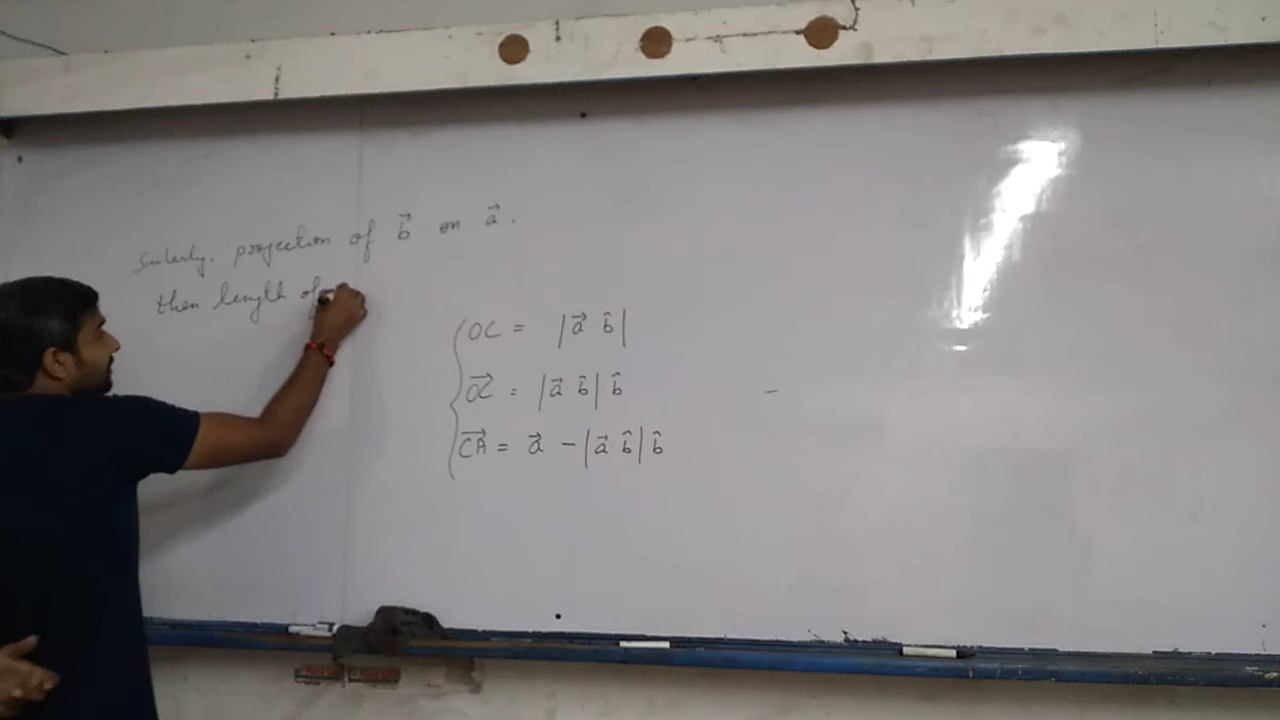 Similarly, projection of b⃗ on a⃗.
then length of
OC = |a⃗ b̂|
OC⃗ = |a⃗ b̂| b̂
CA⃗ = a⃗ - |a⃗·b̂| b̂
-